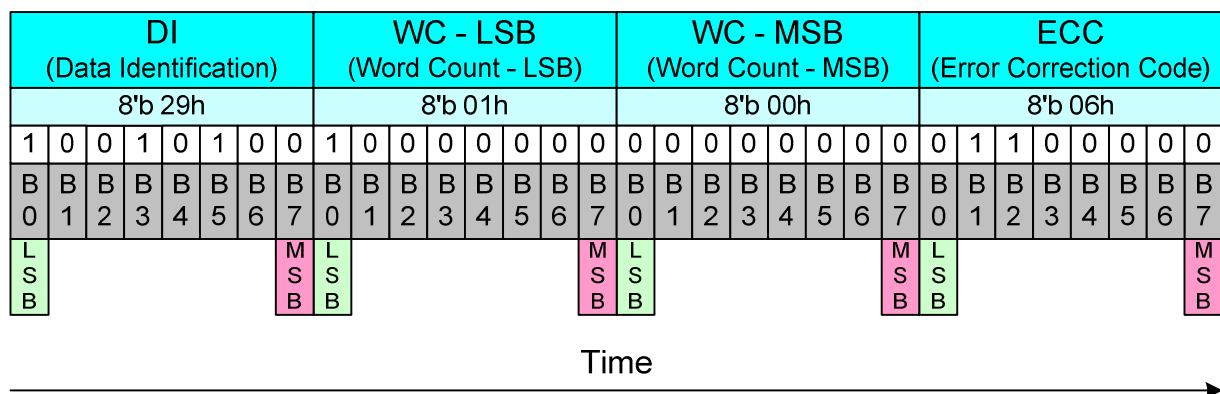 DI WC - LSB WC - MSB ECC
(Data Identification) (Word Count - LSB) (Word Count - MSB) (Error Correction Code)
8'b 29h 8'b 01h 8'b 00h 8'b 06h
1 0 0 1 0 1 0 0 1 0 0 0 0 0 0 0 0 0 0 0 0 0 0 0 0 1 1 0 0 0 0 0
B0 B1 B2 B3 B4 B5 B6 B7 B0 B1 B2 B3 B4 B5 B6 B7 B0 B1 B2 B3 B4 B5 B6 B7 B0 B1 B2 B3 B4 B5 B6 B7
LSB MSB LSB MSB LSB MSB LSB MSB
Time